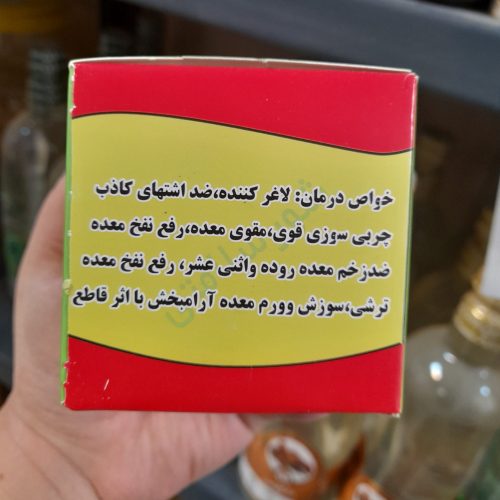 خواص درمان: لاغر کننده،ضد اشتهای کاذب
چربی سوزی قوی،مقوی معده،رفع نفخ معده
ضدزخم معده روده واثنی عشر، رفع نفخ معده
ترشی،سوزش وورم معده آرامبخش با اثر قاطع